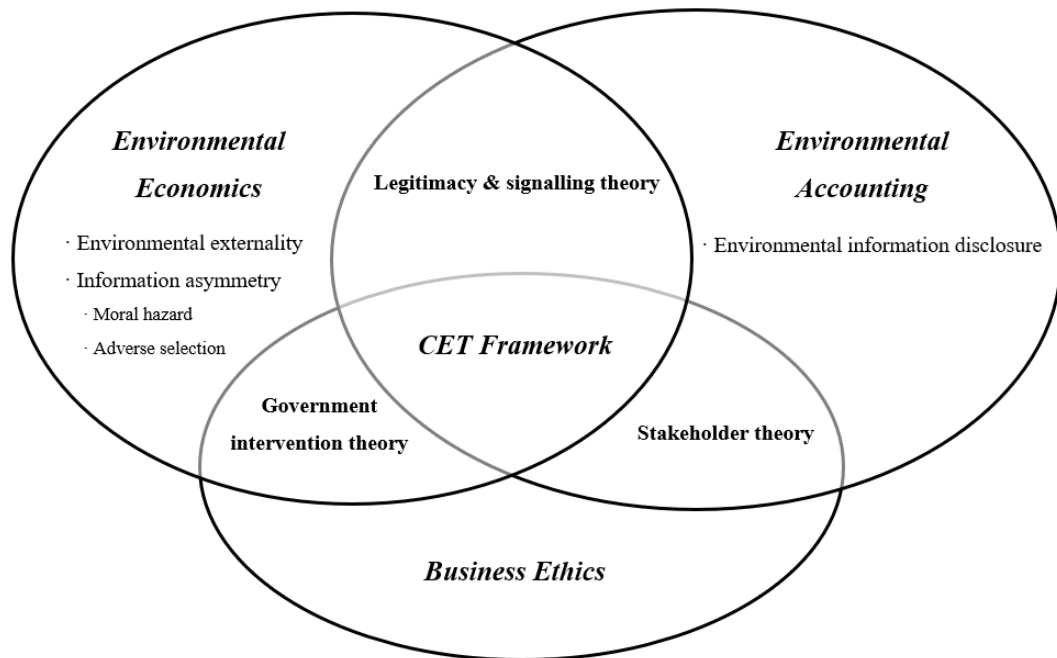 Environmental
Economics
· Environmental externality
· Information asymmetry
· Moral hazard
· Adverse selection
Legitimacy & signalling theory
Environmental
Accounting
· Environmental information disclosure
CET Framework
Government
intervention theory
Stakeholder theory
Business Ethics